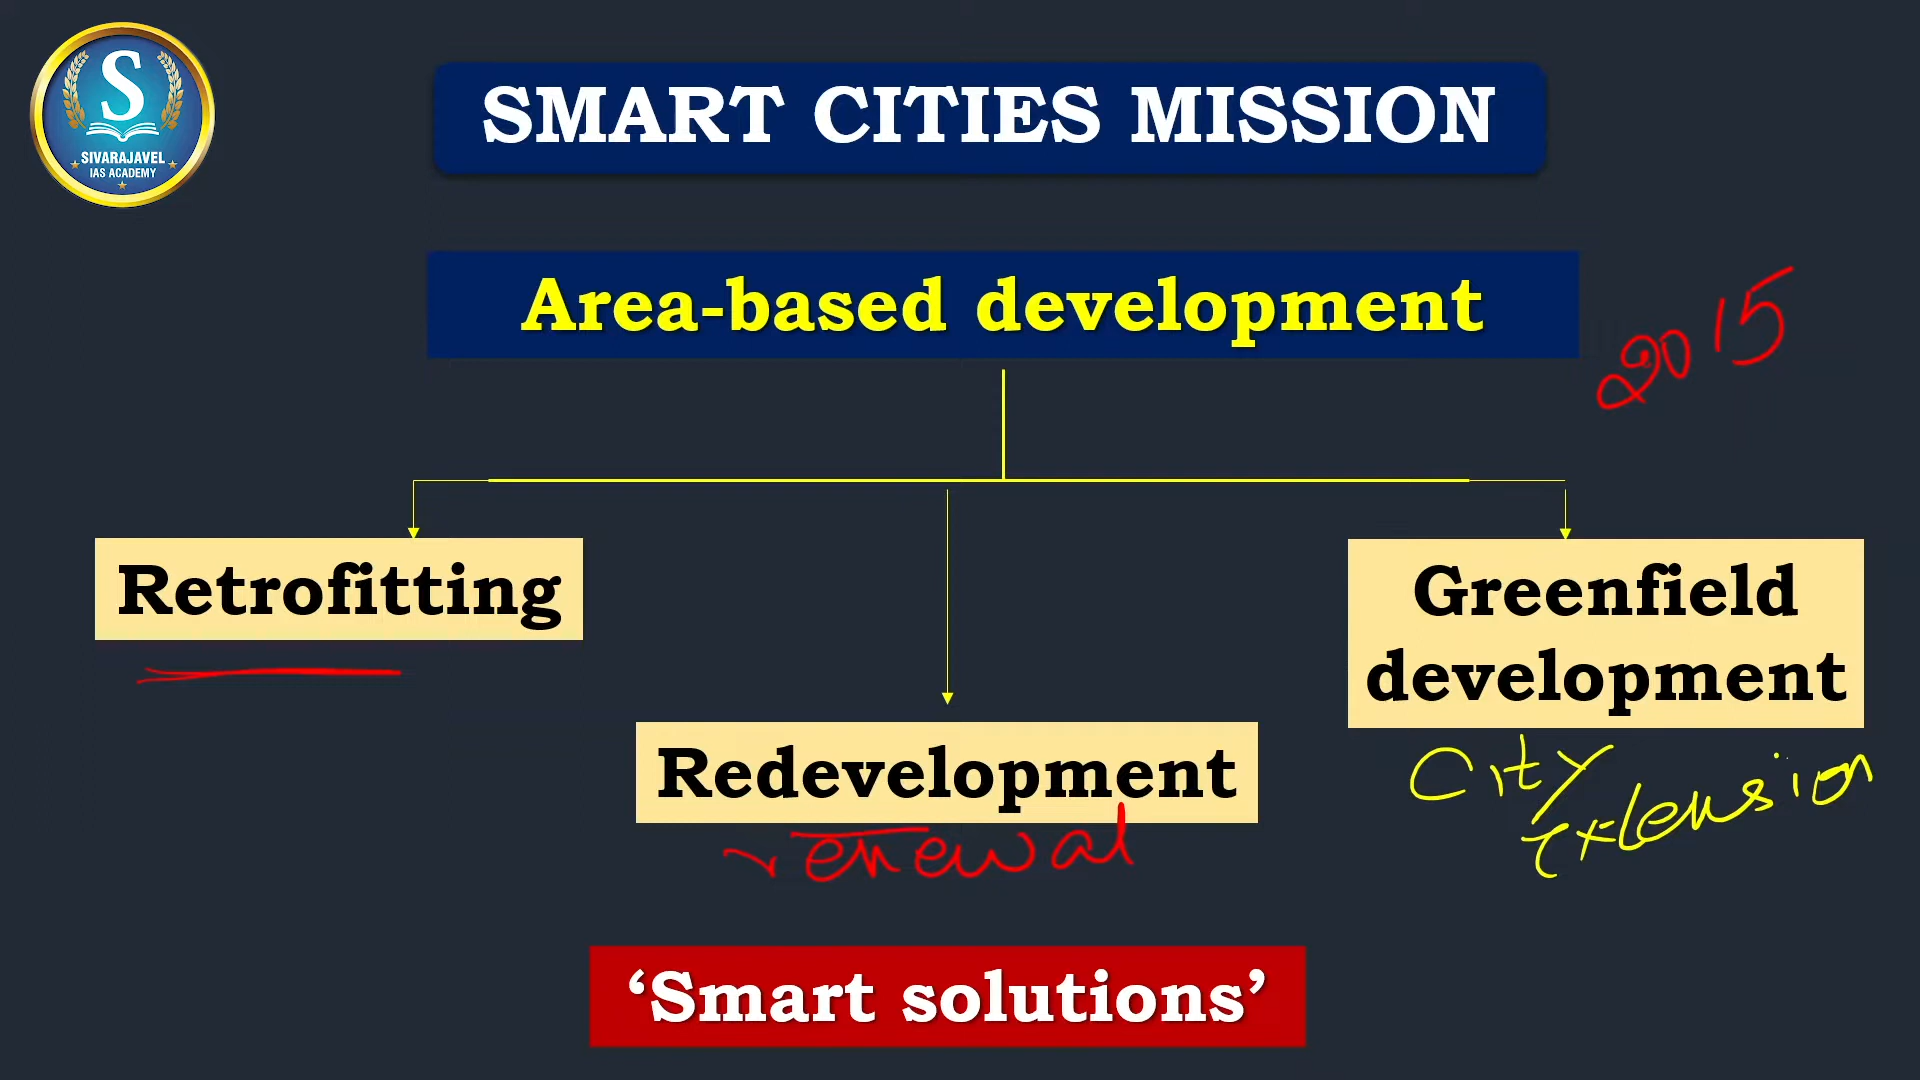 S
SIVARAJAVEL
IAS ACADEMY
SMART CITIES MISSION
Area-based development
2015
Retrofitting
Greenfield
development
City
Extension
Redevelopment
renewal
‘Smart solutions’